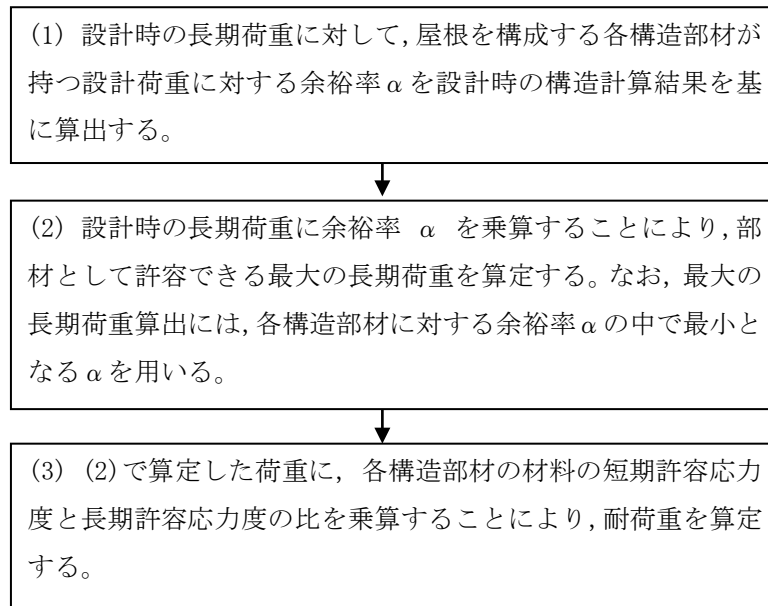 (1) 設計時の長期荷重に対して,屋根を構成する各構造部材が
持つ設計荷重に対する余裕率αを設計時の構造計算結果を基
に算出する。
(2) 設計時の長期荷重に余裕率 α を乗算することにより,部
材として許容できる最大の長期荷重を算定する。なお,最大の
長期荷重算出には,各構造部材に対する余裕率αの中で最小と
なるαを用いる。
(3) (2)で算定した荷重に, 各構造部材の材料の短期許容応力
度と長期許容応力度の比を乗算することにより,耐荷重を算定
する。